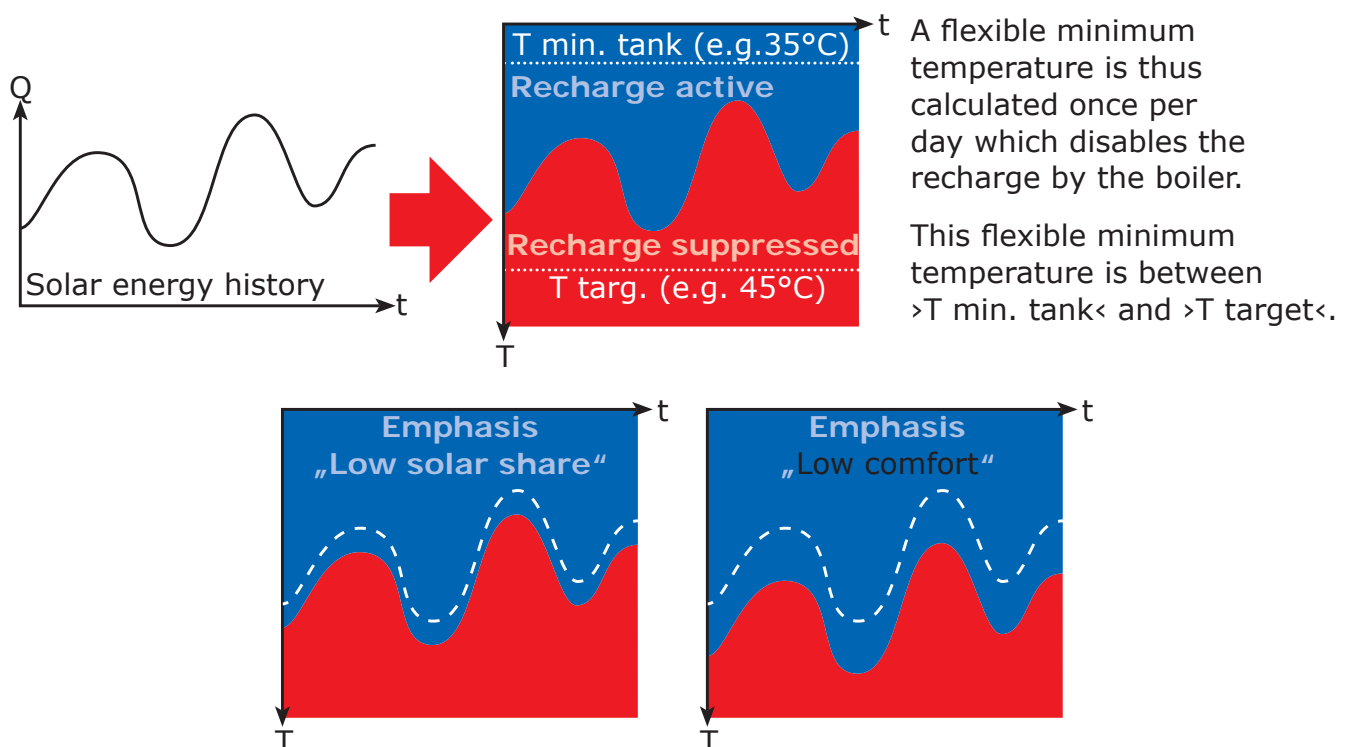 Q
Solar energy history
t
t
T min. tank (e.g.35°C)
Recharge active
Recharge suppressed
T targ. (e.g. 45°C)
T
A flexible minimum
temperature is thus
calculated once per
day which disables the
recharge by the boiler.
This flexible minimum
temperature is between
›T min. tank‹ and ›T target‹.
t
Emphasis
„Low solar share“
T
t
Emphasis
„Low comfort“
T